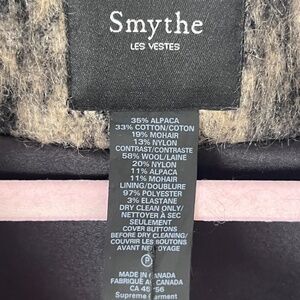 Smythe
LES VESTES
35% ALPACA
33% COTTON/COTON
19% MOHAIR
13% NYLON
CONTRAST/CONTRASTE
58% WOOL/LAINE
20% NYLON
11% ALPACA
11% MOHAIR
LINING/DOUBLURE
97% POLYESTER
3% ELASTANE
DRY CLEAN ONLY/
NETTOYER À SEC
SEULEMENT
COVER BUTTONS
BEFORE DRY CLEANING/
COUVRIR LES BOUTONS
AVANT NETTOYAGE
P
MADE IN CANADA
FABRIQUÉ AU CANADA
CA
Supreme Garment